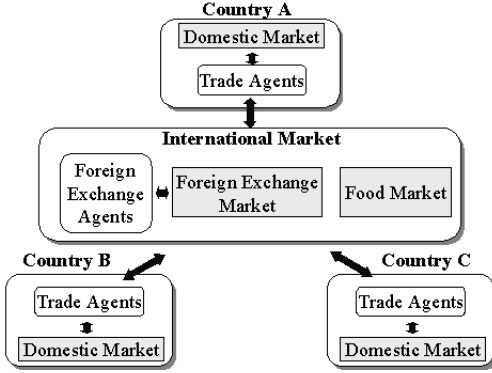 Country A
Domestic Market
Trade Agents
International Market
Foreign
Exchange
Agents
Foreign Exchange
Market
Food Market
Country B
Trade Agents
Domestic Market
Country C
Trade Agents
Domestic Market